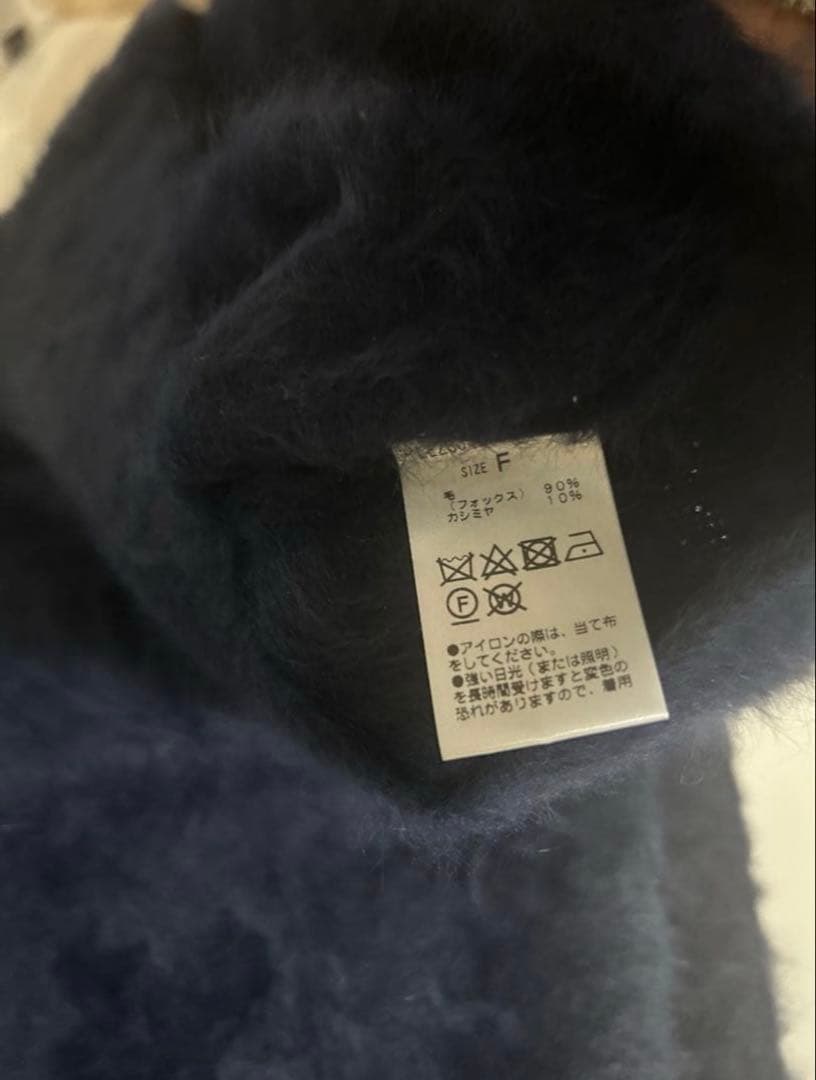 SIZE F
毛
(フォックス) 90%
カシミヤ 10%
F W
●アイロンの際は、当て布
をしてください。
●強い日光(または照明)
を長時間受けますと変色の
恐れがありますので、着用